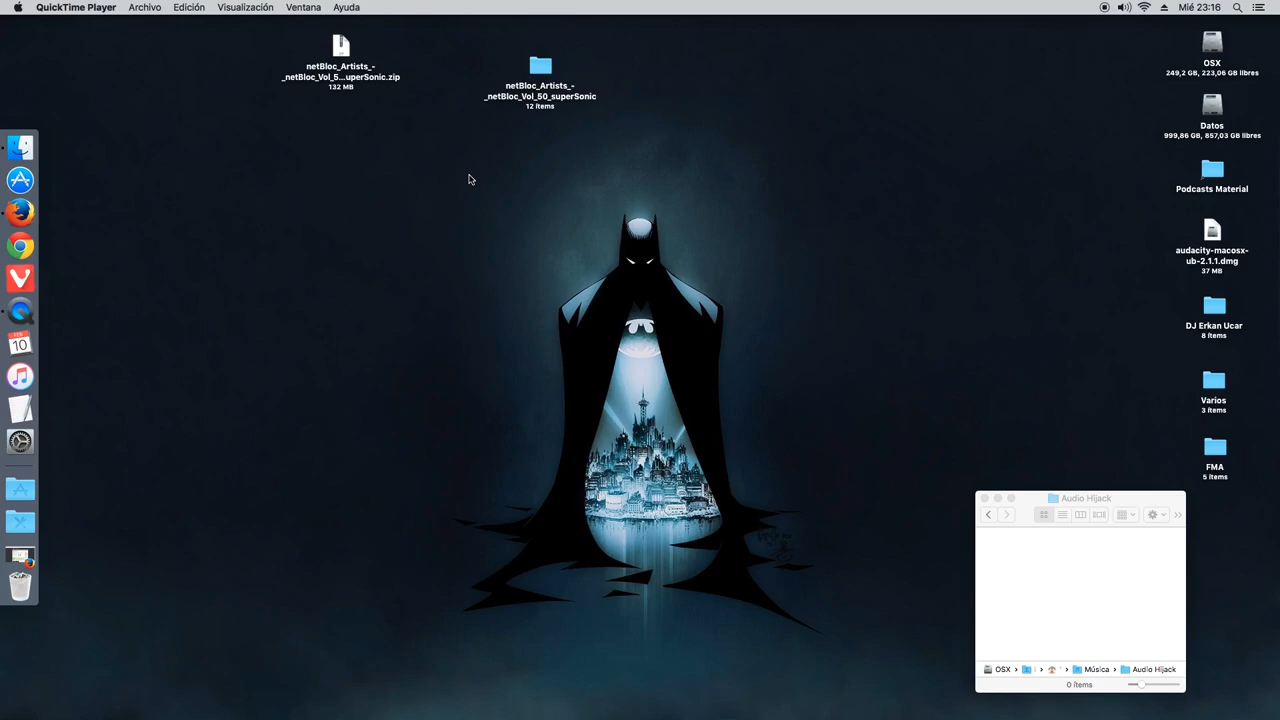 QuickTime Player Archivo Edición Visualización Ventana Ayuda Mié 23:16
netBloc_Artists_-
_netBloc_Vol_5...uperSonic.zip
132 MB
netBloc_Artists_-
_netBloc_Vol_50_superSonic
12 ítems
OSX
249,2 GB, 223,06 GB libres
Datos
999,86 GB, 857,03 GB libres
Podcasts Material
audacity-macosx-
ub-2.1.1.dmg
37 MB
DJ Erkan Ucar
8 ítems
Varios
3 ítems
FMA
5 ítems
10
Audio Hijack
OSX › › › Música › Audio Hijack
0 ítems